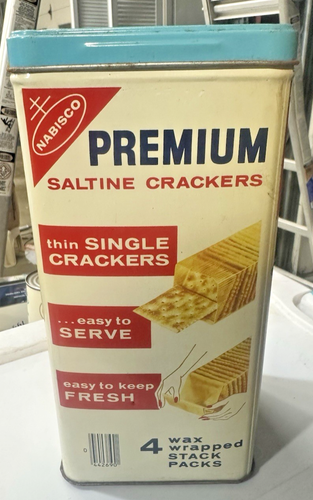 NABISCO
PREMIUM
SALTINE CRACKERS
thin SINGLE
CRACKERS
...easy to
SERVE
easy to keep
FRESH
4 wax
wrapped
STACK
PACKS